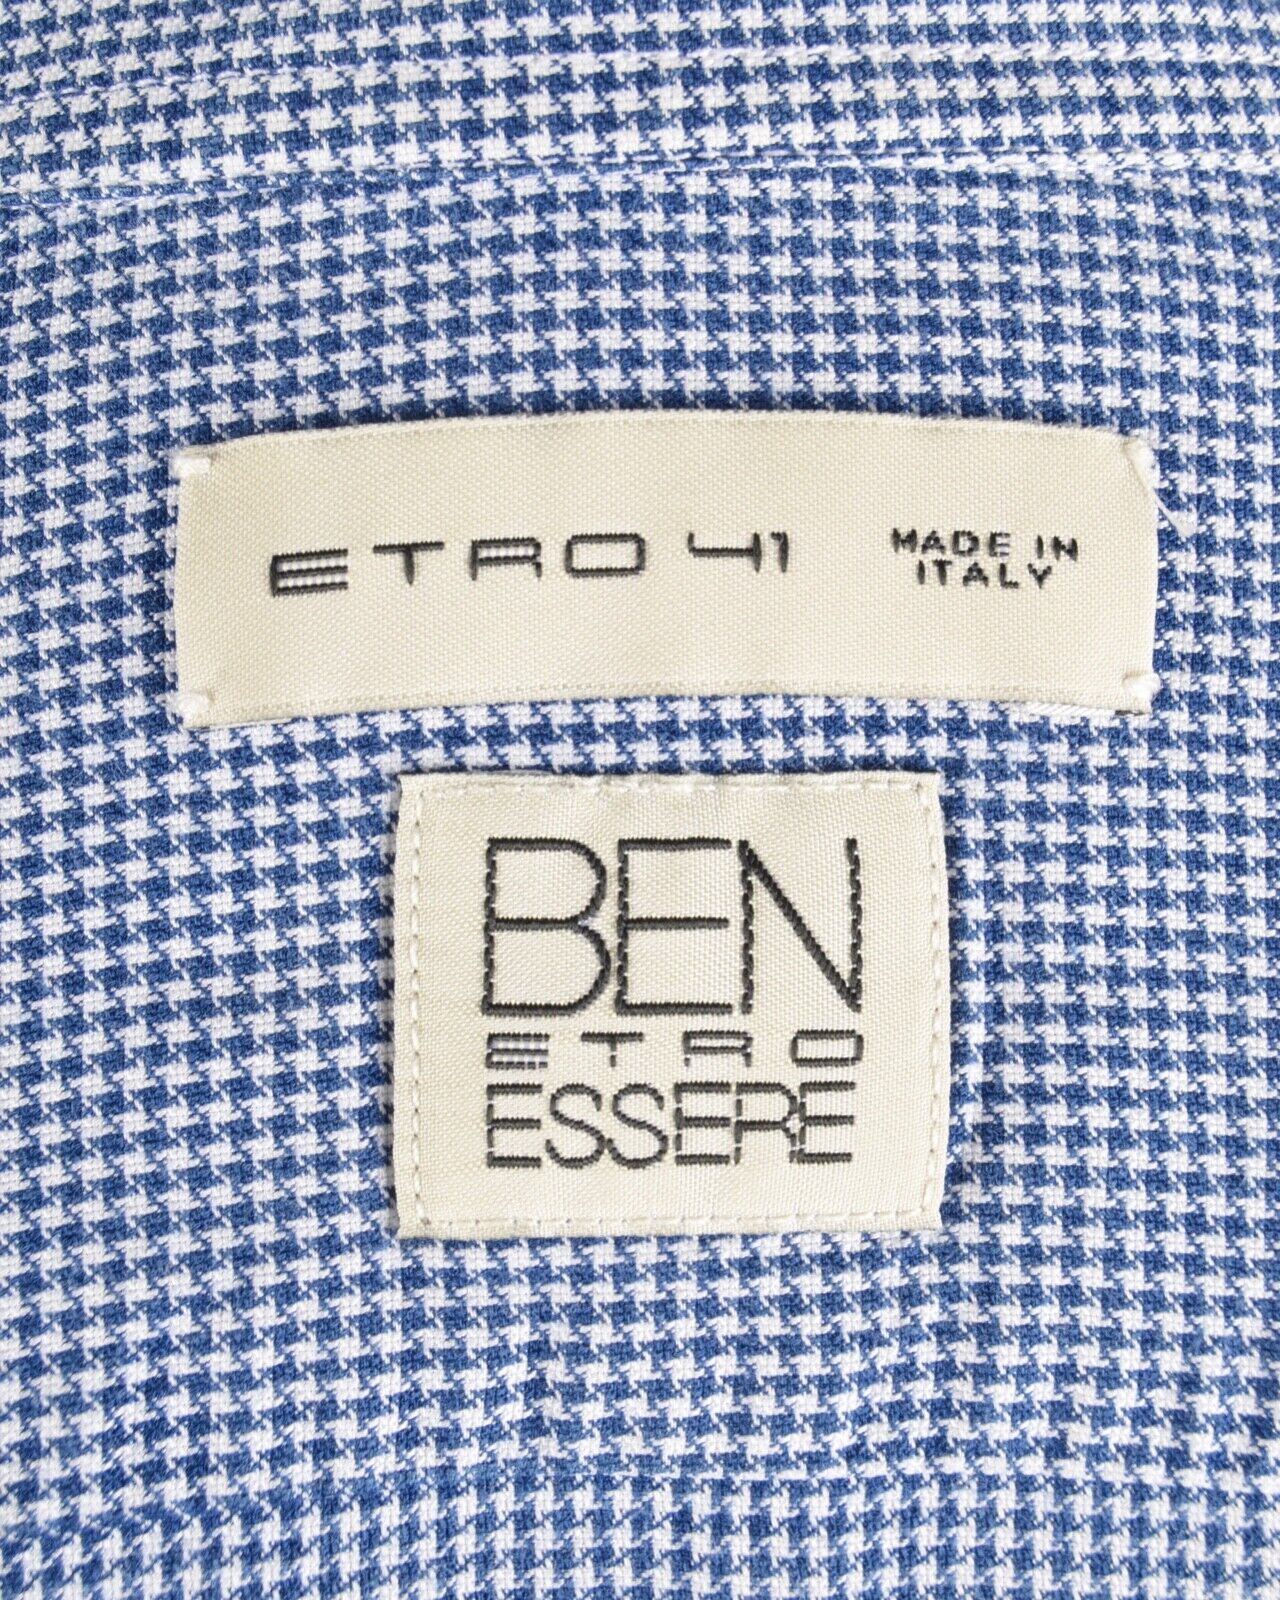 ETRO 41 MADE IN
ITALY
BEN
ETRO
ESSERE